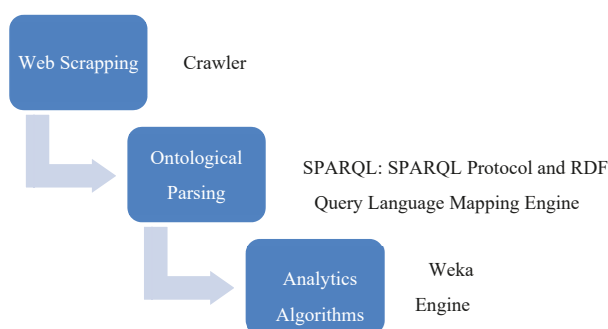 Web Scrapping
Crawler
Ontological
Parsing
SPARQL: SPARQL Protocol and RDF
Query Language Mapping Engine
Analytics
Algorithms
Weka
Engine